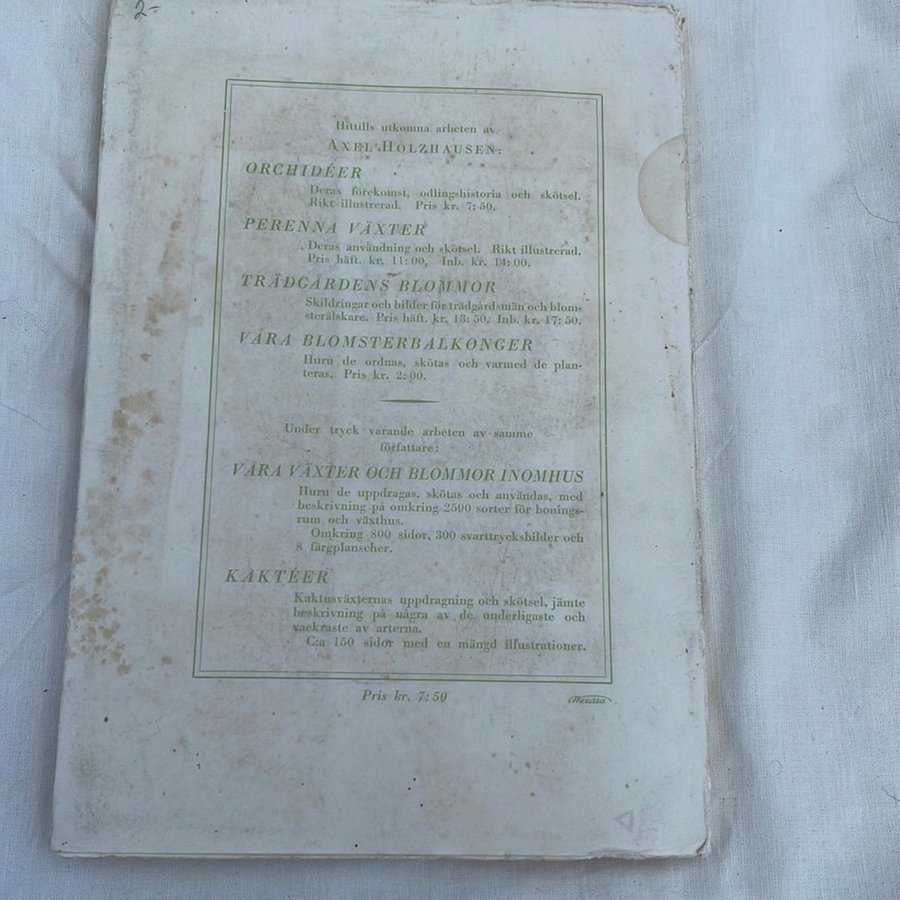 2-
Hittills utkomna arbeten av
AXEL HOLZHAUSEN:
ORCHIDÉER
Deras förekomst, odlingshistoria och skötsel.
Rikt illustrerad. Pris kr. 7: 50.
PERENNA VÄXTER
Deras användning och skötsel. Rikt illustrerad.
Pris häft. kr. 11: 00, Inb. kr. 14: 00.
TRÄDGÅRDENS BLOMMOR
Skildringar och bilder för trädgårdsmän och blom-
sterälskare. Pris häft. kr. 13: 50. Inb. kr. 17: 50.
VÅRA BLOMSTERBALKONGER
Huru de ordnas, skötas och varmed de plan-
teras. Pris kr. 2: 00.
Under tryck varande arbeten av samme
författare:
VÅRA VÄXTER OCH BLOMMOR INOMHUS
Huru de uppdragas, skötas och användas, med
beskrivning på omkring 2500 sorter för bonings-
rum och växthus.
Omkring 800 sidor, 300 svarttrycksbilder och
8 färgplanscher.
KAKTÉER
Kaktusväxternas uppdragning och skötsel, jämte
beskrivning på några av de underligaste och
vackraste av arterna.
C:a 150 sidor med en mängd illustrationer.
Pris kr. 7: 50